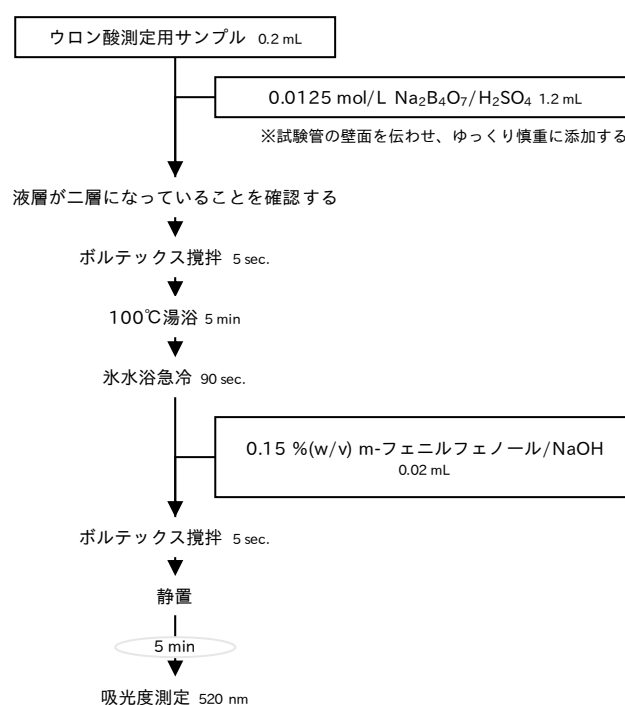 ウロン酸測定用サンプル 0.2 mL
0.0125 mol/L Na₂B₄O₇/H₂SO₄ 1.2 mL
※試験管の壁面を伝わせ、ゆっくり慎重に添加する
液層が二層になっていることを確認する
ボルテックス撹拌 5 sec.
100℃湯浴 5 min
氷水浴急冷 90 sec.
0.15 %(w/v) m-フェニルフェノール/NaOH
0.02 mL
ボルテックス撹拌 5 sec.
静置
5 min
吸光度測定 520 nm